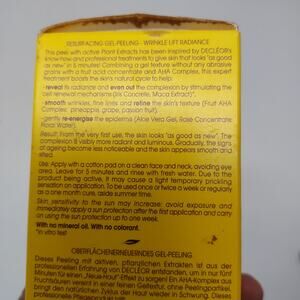 RESURFACING GEL-PEELING - WRINKLE LIFT RADIANCE
This peel with active Plant Extracts has been inspired by DECLÉOR's
know-how and professional treatments to give skin that looks "as good
as new" in 5 minutes! Combining a gel texture without any abrasive
grains with a fruit acid concentrate and AHA Complex, this expert
treatment boosts the skin's natural cycle to help:
- reveal its radiance and even out the complexion by stimulating the
cell renewal mechanisms (Iris Concrete, Maca Extract)*,
- smooth wrinkles, fine lines and refine the skin's texture (Fruit AHA
Complex: pineapple, grape, passion fruit)
- gently re-energise the epidermis (Aloe Vera Gel, Rose Concentrate,
Rose Water).
Result: From the very first use, the skin looks "as good as new". The
complexion is visibly more radiant and luminous. Gradually, the signs
of ageing become less noticeable and the skin appears smooth and
lifted.
Use: Apply with a cotton pad on a clean face and neck, avoiding eye
area. Leave for 5 minutes and rinse with fresh water. Due to the
product being active, it may cause a light temporary prickling
sensation on application. To be used once or twice a week or regularly
as a one month cure, aside summer time.
Skin, sensitivity to the sun may increase: avoid exposure and
immediately apply a sun protection after the first application and carry
on using the sun protection up to one week.
With no mineral oil. With no colorant.
*In vitro test
OBERFLÄCHENERNEUERNDES GEL-PEELING
Dieses Peeling mit aktiven, pflanzlichen Extrakten ist aus der
professionellen Erfahrung von DECLÉOR entstanden, um in nur fünf
Minuten für einen „Neue-Haut"-Effekt zu sorgen! Ein AHA-Komplex aus
Fruchtsäuren vereint in einer feinen Gelte­xtur, ohne Peelingkörner,
den natürlichen Zyklus der Haut wieder in Schwung. Dieses
professionelle Pflegeprodukt